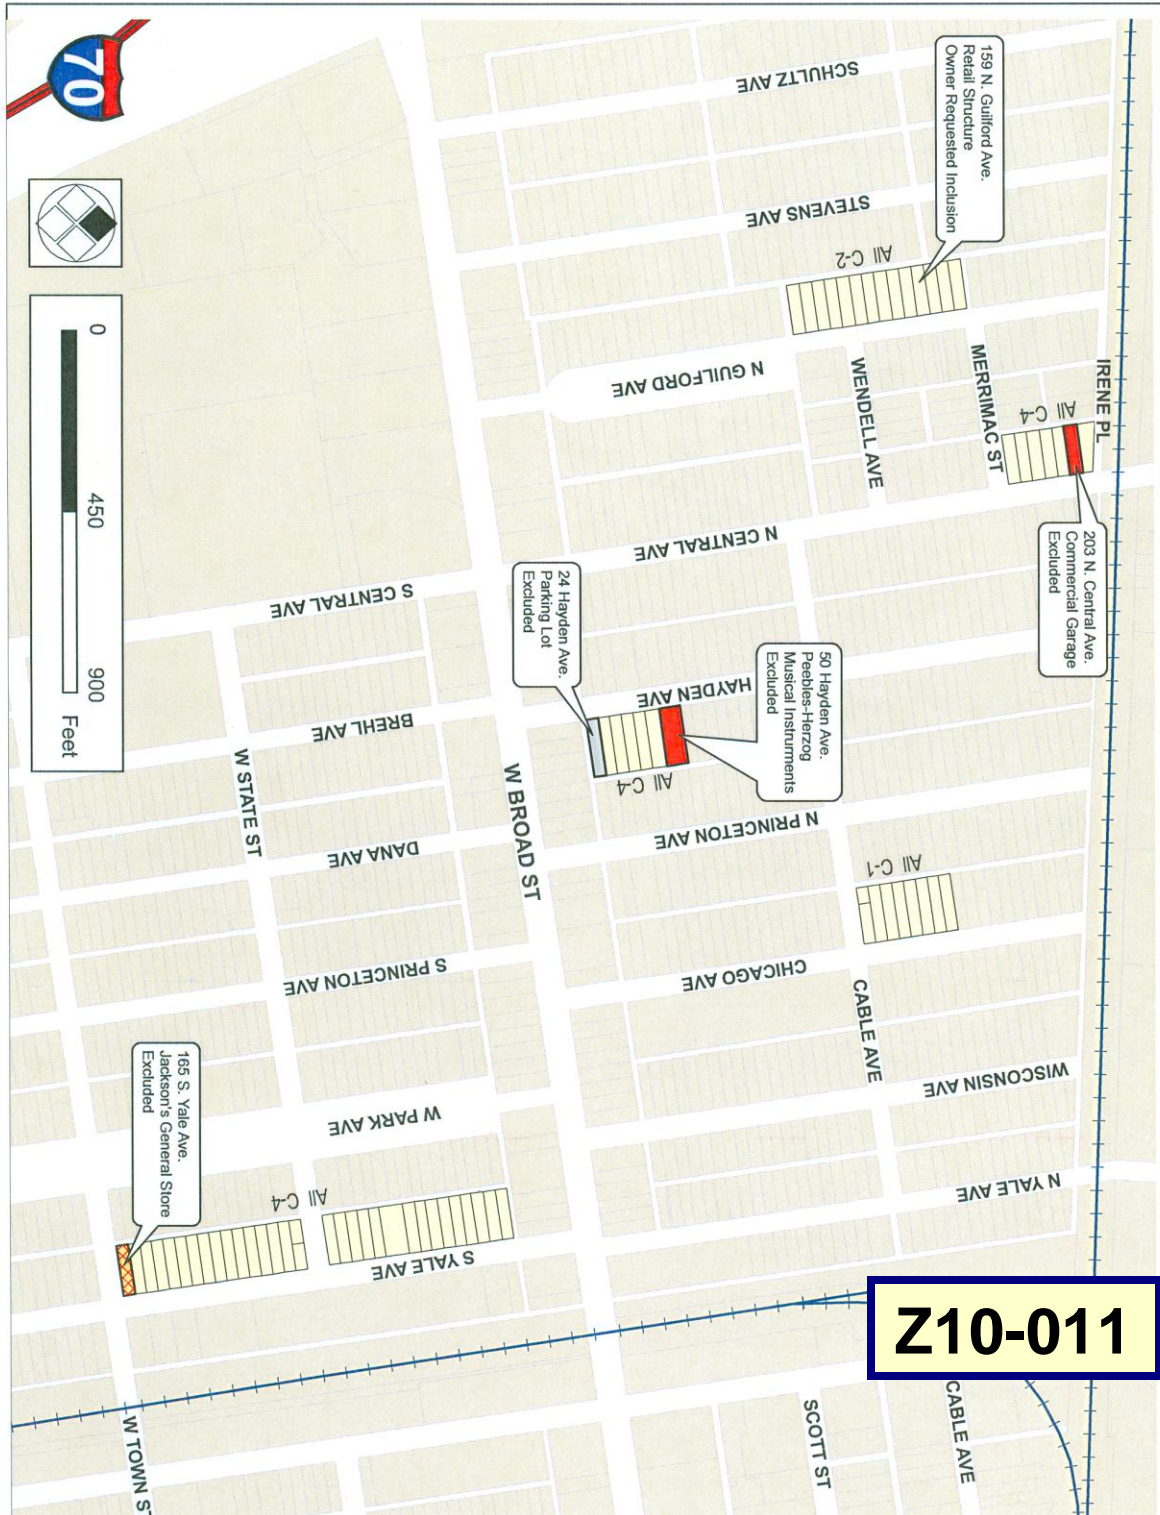 SCHULTZ AVE
159 N. Guilford Ave.
Retail Structure
Owner Requested Inclusion
70
STEVENS AVE
All C-2
N GUILFORD AVE
WENDELL AVE
MERRIMAC ST
IRENE PL
All C-4
203 N. Central Ave.
Commercial Garage
Excluded
N CENTRAL AVE
S CENTRAL AVE
24 Hayden Ave.
Parking Lot
Excluded
50 Hayden Ave.
Peebles-Herzog
Musical Instruments
Excluded
HAYDEN AVE
All C-4
BREHL AVE
W STATE ST
W BROAD ST
DANA AVE
N PRINCETON AVE
All C-1
S PRINCETON AVE
CHICAGO AVE
CABLE AVE
WISCONSIN AVE
W PARK AVE
165 S. Yale Ave.
Jackson's General Store
Excluded
All C-4
S YALE AVE
N YALE AVE
Z10-011
CABLE AVE
SCOTT ST
W TOWN ST
0 450 900
Feet